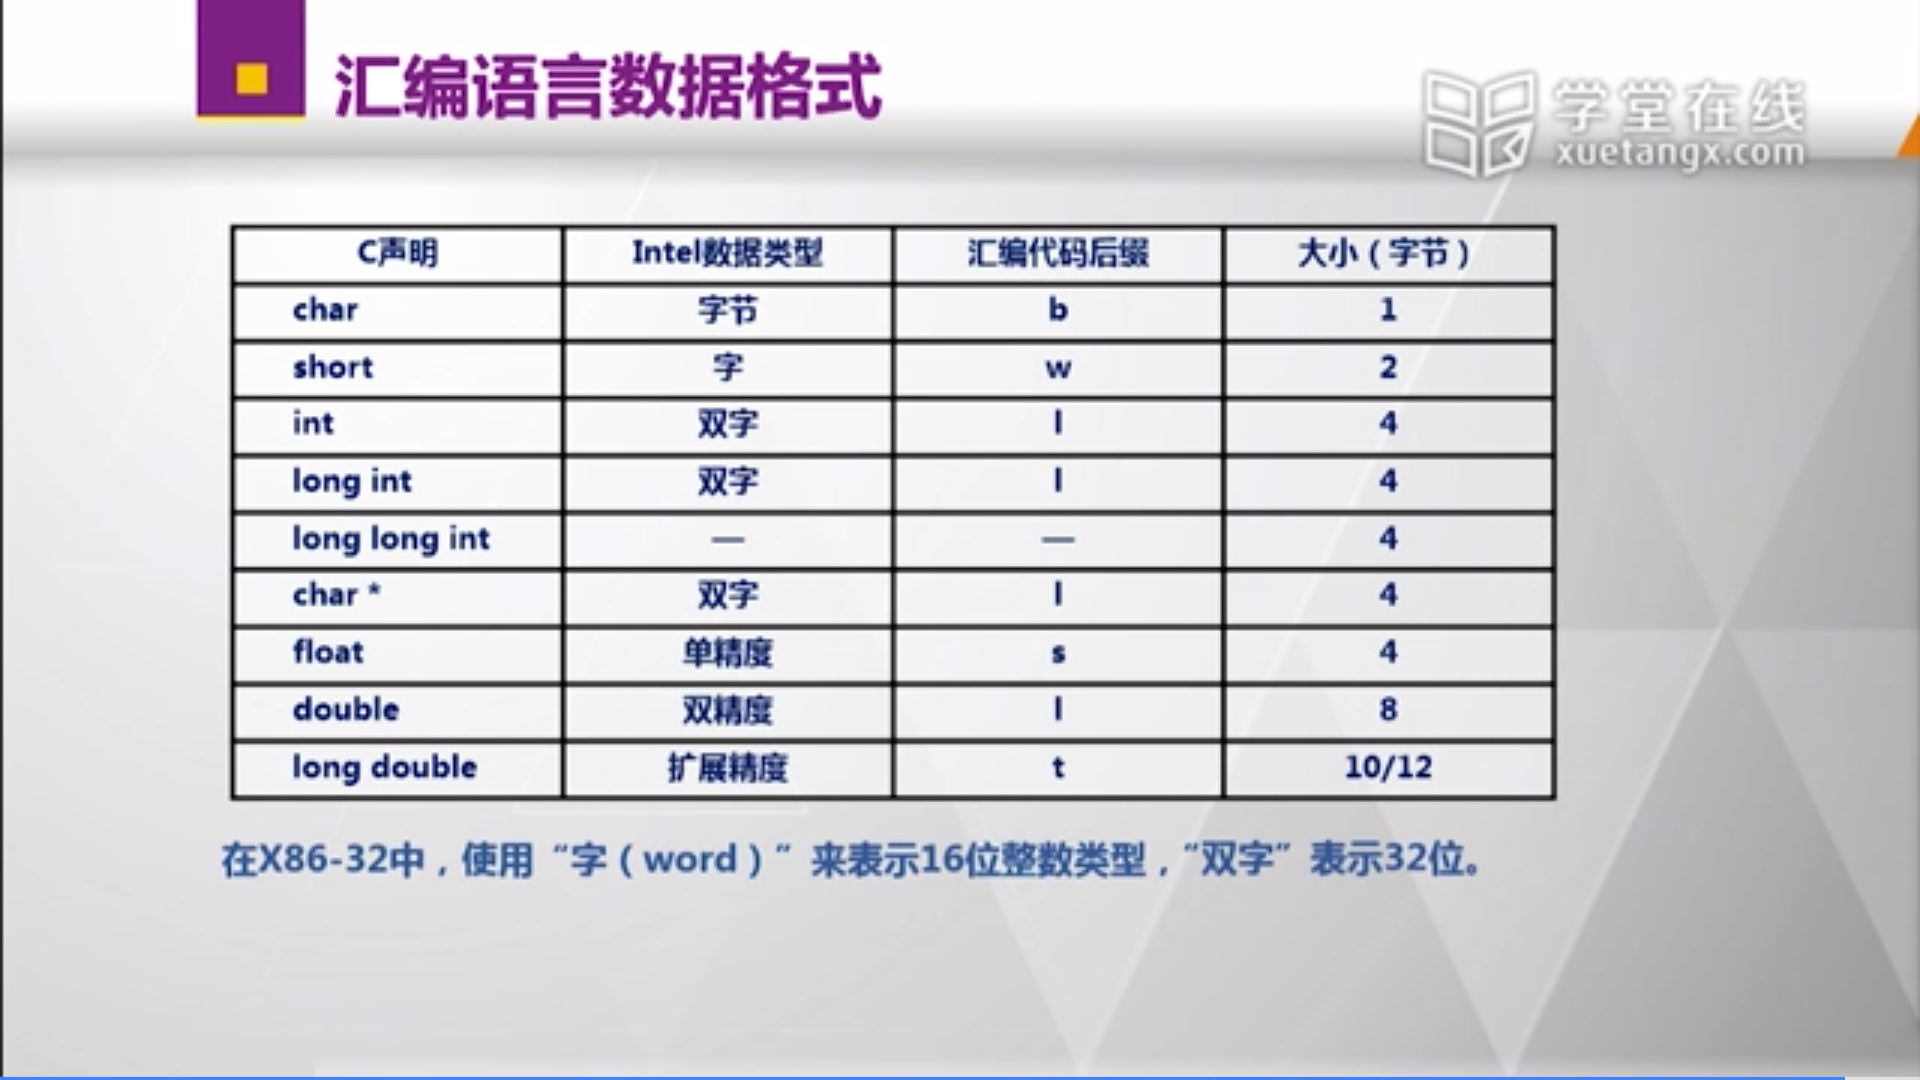 汇编语言数据格式
学堂在线
xuetangx.com
C声明 Intel数据类型 汇编代码后缀 大小（字节）
char 字节 b 1
short 字 w 2
int 双字 l 4
long int 双字 l 4
long long int — — 4
char * 双字 l 4
float 单精度 s 4
double 双精度 l 8
long double 扩展精度 t 10/12
在X86-32中，使用“字（word）”来表示16位整数类型，“双字”表示32位。